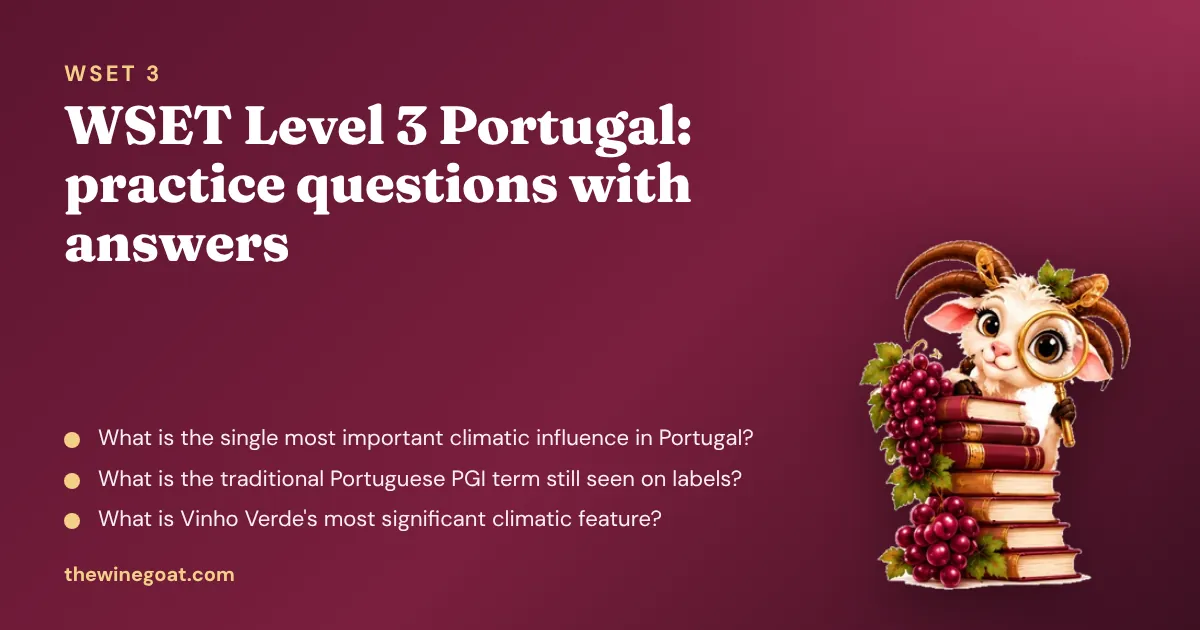 WSET 3
WSET Level 3 Portugal:
practice questions with
answers
What is the single most important climatic influence in Portugal?
What is the traditional Portuguese PGI term still seen on labels?
What is Vinho Verde's most significant climatic feature?
thewinegoat.com